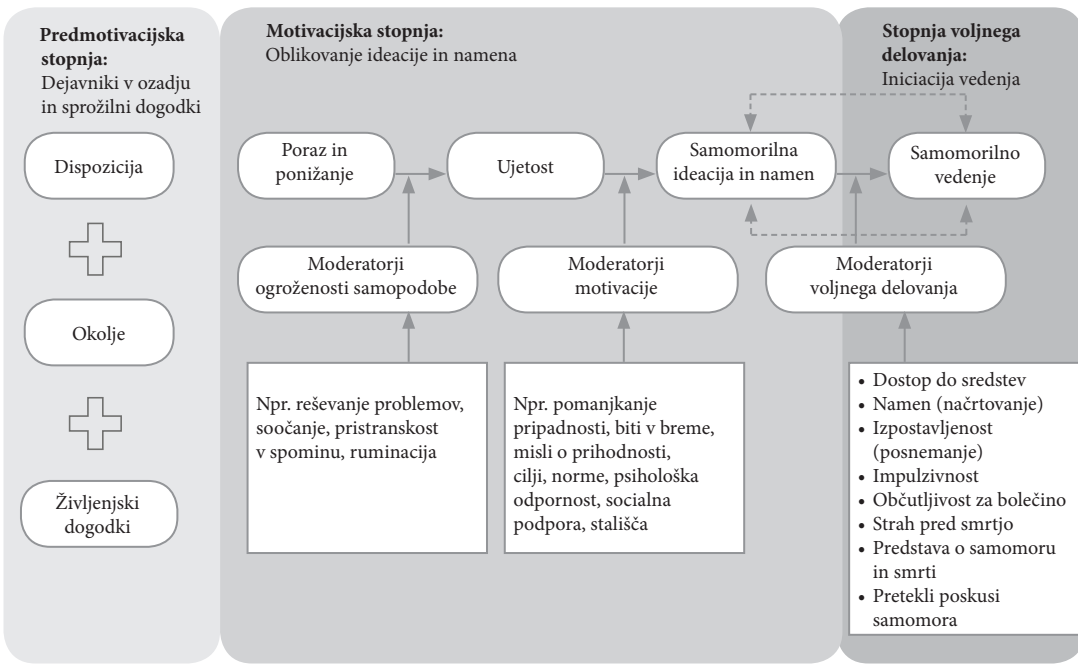 Predmotivacijska
stopnja:
Dejavniki v ozadju
in sprožilni dogodki
Dispozicija
Okolje
Življenjski
dogodki
Motivacijska stopnja:
Oblikovanje ideacije in namena
Poraz in
ponižanje
Ujetost
Samomorilna
ideacija in namen
Moderatorji
ogroženosti samopodobe
Moderatorji
motivacije
Npr. reševanje problemov,
soočanje, pristranskost
v spominu, ruminacija
Npr. pomanjkanje
pripadnosti, biti v breme,
misli o prihodnosti,
cilji, norme, psihološka
odpornost, socialna
podpora, stališča
Stopnja voljnega
delovanja:
Iniciacija vedenja
Samomorilno
vedenje
Moderatorji
voljnega delovanja
• Dostop do sredstev
• Namen (načrtovanje)
• Izpostavljenost
(posnemanje)
• Impulzivnost
• Občutljivost za bolečino
• Strah pred smrtjo
• Predstava o samomoru
in smrti
• Pretekli poskusi
samomora